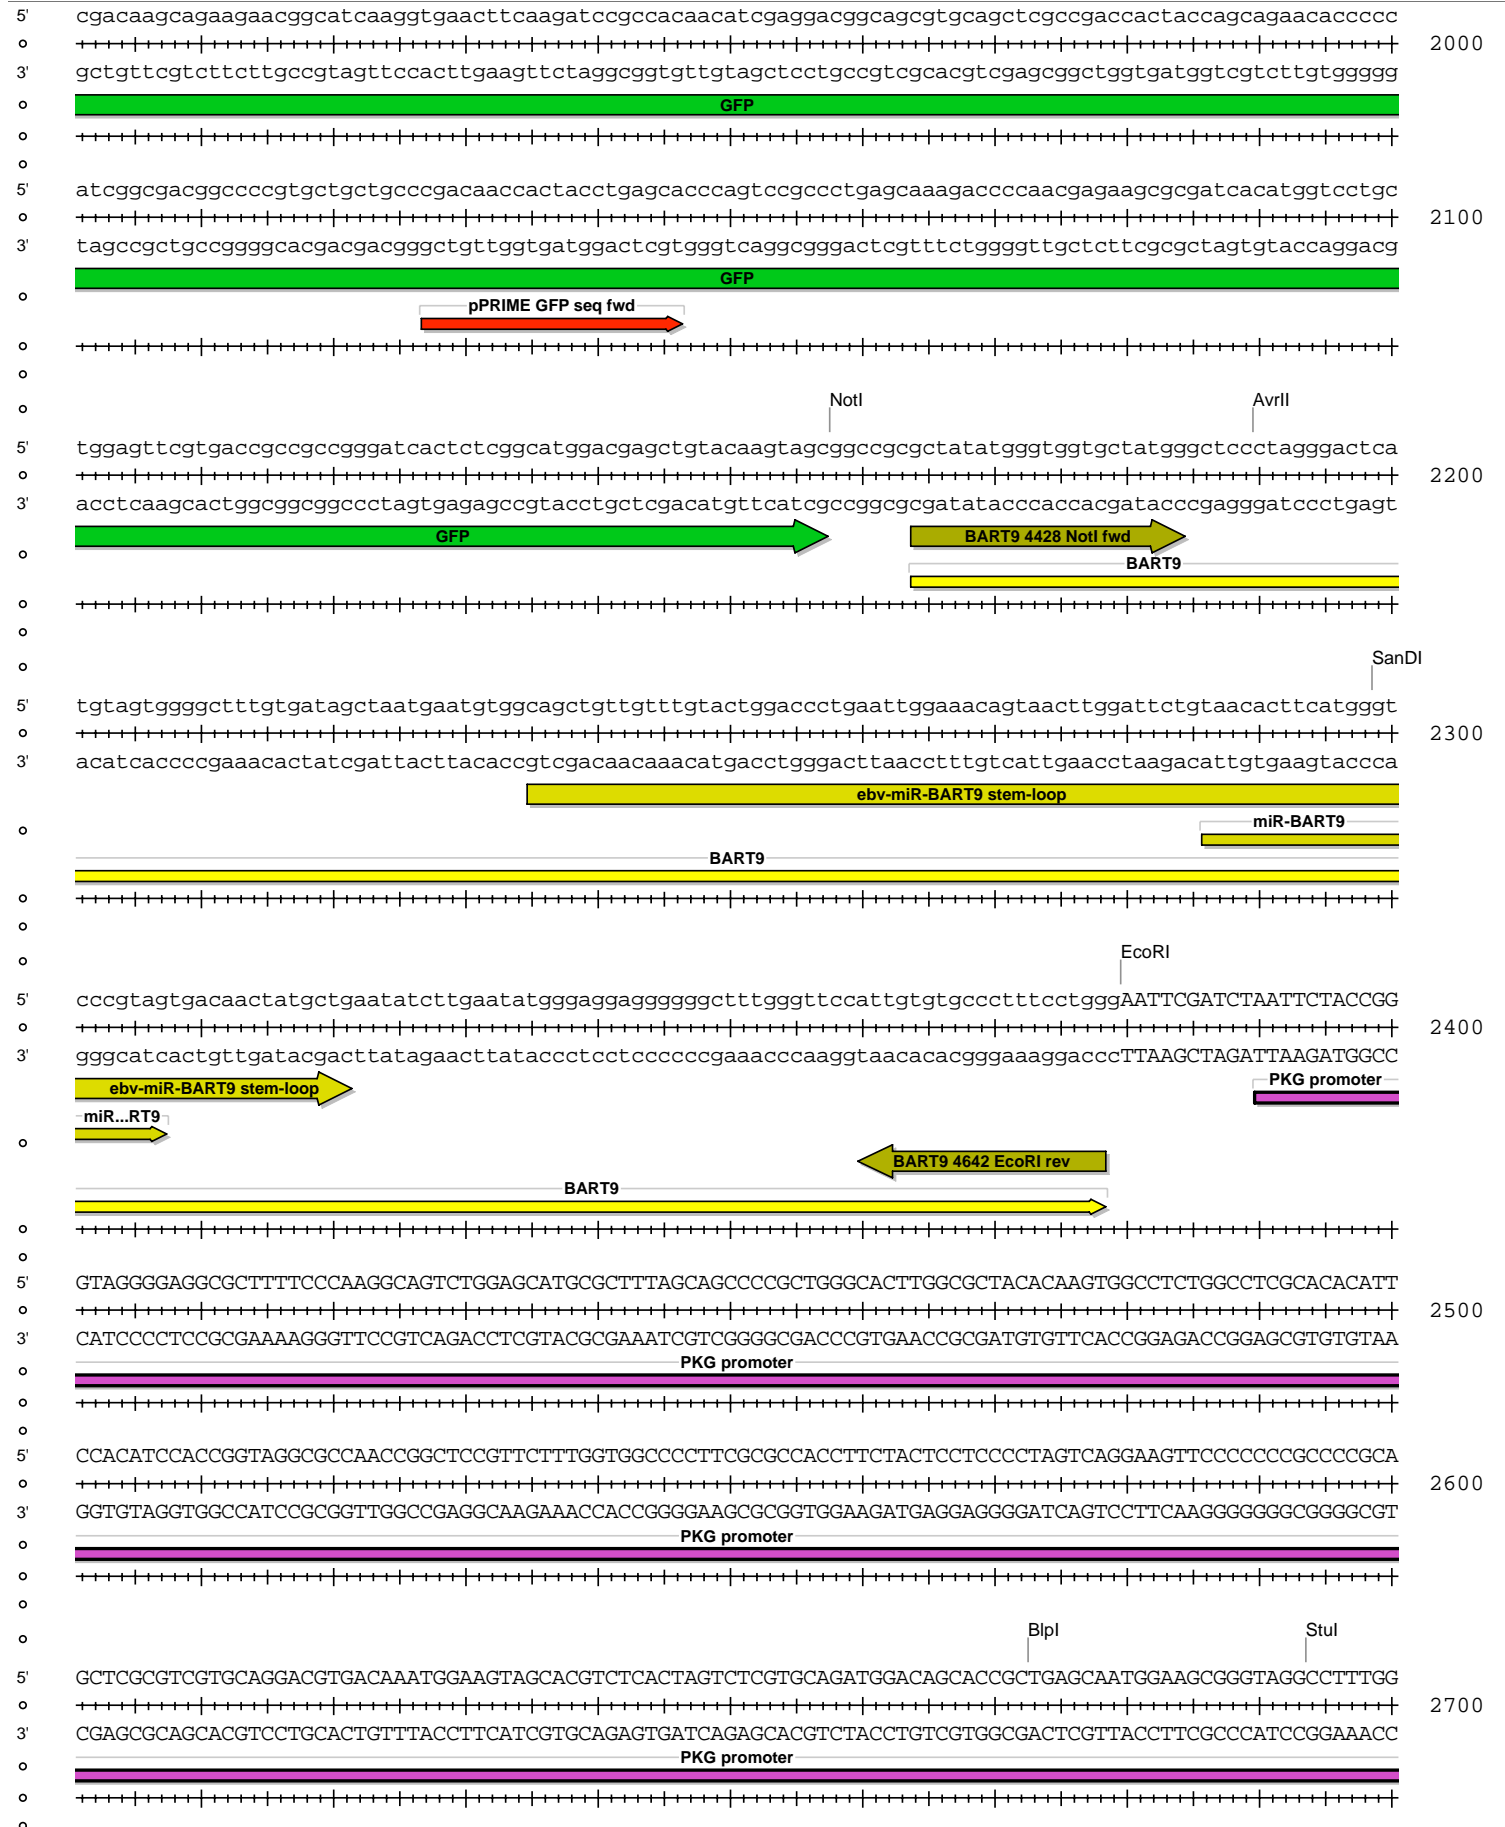 5' cgacaagcagaagaacggcatcaaggtgaacttcaagatccgccacaacatcgaggacggcagcgtgcagctcgccgaccactaccagcagaacaccccc
2000
3' gctgttcgtcttcttgccgtagttccacttgaagttctaggcggtgttgtagctcctgccgtcgcacgtcgagcggctggtgatggtcgtcttgtggggg
GFP
5' atcggcgacggccccgtgctgctgcccgacaaccactacctgagcacccagtccgccctgagcaaagaccccaacgagaagcgcgatcacatggtcctgc
2100
3' tagccgctgccggggcacgacgacgggctgttggtgatggactcgtgggtcaggcgggactcgtttctggggttgctcttcgcgctagtgtaccaggacg
GFP
pPRIME GFP seq fwd
NotI AvrII
5' tggagttcgtgaccgccgccgggatcactctcggcatggacgagctgtacaagtagcggccgcgctatatgggtggtgctatgggctccctagggactca
2200
3' acctcaagcactggcggcggccctagtgagagccgtacctgctcgacatgttcatcgccggcgcgatatacccaccacgatacccgagggatccctgagt
GFP BART9 4428 NotI fwd
BART9
SanDI
5' tgtagtggggctttgtgatagctaatgaatgtggcagctgttgtttgtactggaccctgaattggaaacagtaacttggattctgtaacacttcatgggt
2300
3' acatcaccccgaaacactatcgattacttacaccgtcgacaacaaacatgacctgggacttaacctttgtcattgaacctaagacattgtgaagtaccca
ebv-miR-BART9 stem-loop
miR-BART9
BART9
EcoRI
5' cccgtagtgacaactatgctgaatatcttgaatatgggaggaggggggctttgggttccattgtgtgccctttcctgggAATTCGATCTAATTCTACCGG
2400
3' gggcatcactgttgatacgacttatagaacttataccctcctccccccgaaacccaaggtaacacacgggaaaggacccTTAAGCTAGATTAAGATGGCC
ebv-miR-BART9 stem-loop PKG promoter
miR...RT9
BART9 4642 EcoRI rev
BART9
5' GTAGGGGAGGCGCTTTTCCCAAGGCAGTCTGGAGCATGCGCTTTAGCAGCCCCGCTGGGCACTTGGCGCTACACAAGTGGCCTCTGGCCTCGCACACATT
2500
3' CATCCCCTCCGCGAAAAGGGTTCCGTCAGACCTCGTACGCGAAATCGTCGGGGCGACCCGTGAACCGCGATGTGTTCACCGGAGACCGGAGCGTGTGTAA
PKG promoter
5' CCACATCCACCGGTAGGCGCCAACCGGCTCCGTTCTTTGGTGGCCCCTTCGCGCCACCTTCTACTCCTCCCCTAGTCAGGAAGTTCCCCCCCGCCCCGCA
2600
3' GGTGTAGGTGGCCATCCGCGGTTGGCCGAGGCAAGAAACCACCGGGGAAGCGCGGTGGAAGATGAGGAGGGGATCAGTCCTTCAAGGGGGGGCGGGGCGT
PKG promoter
BlpI StuI
5' GCTCGCGTCGTGCAGGACGTGACAAATGGAAGTAGCACGTCTCACTAGTCTCGTGCAGATGGACAGCACCGCTGAGCAATGGAAGCGGGTAGGCCTTTGG
2700
3' CGAGCGCAGCACGTCCTGCACTGTTTACCTTCATCGTGCAGAGTGATCAGAGCACGTCTACCTGTCGTGGCGACTCGTTACCTTCGCCCATCCGGAAACC
PKG promoter